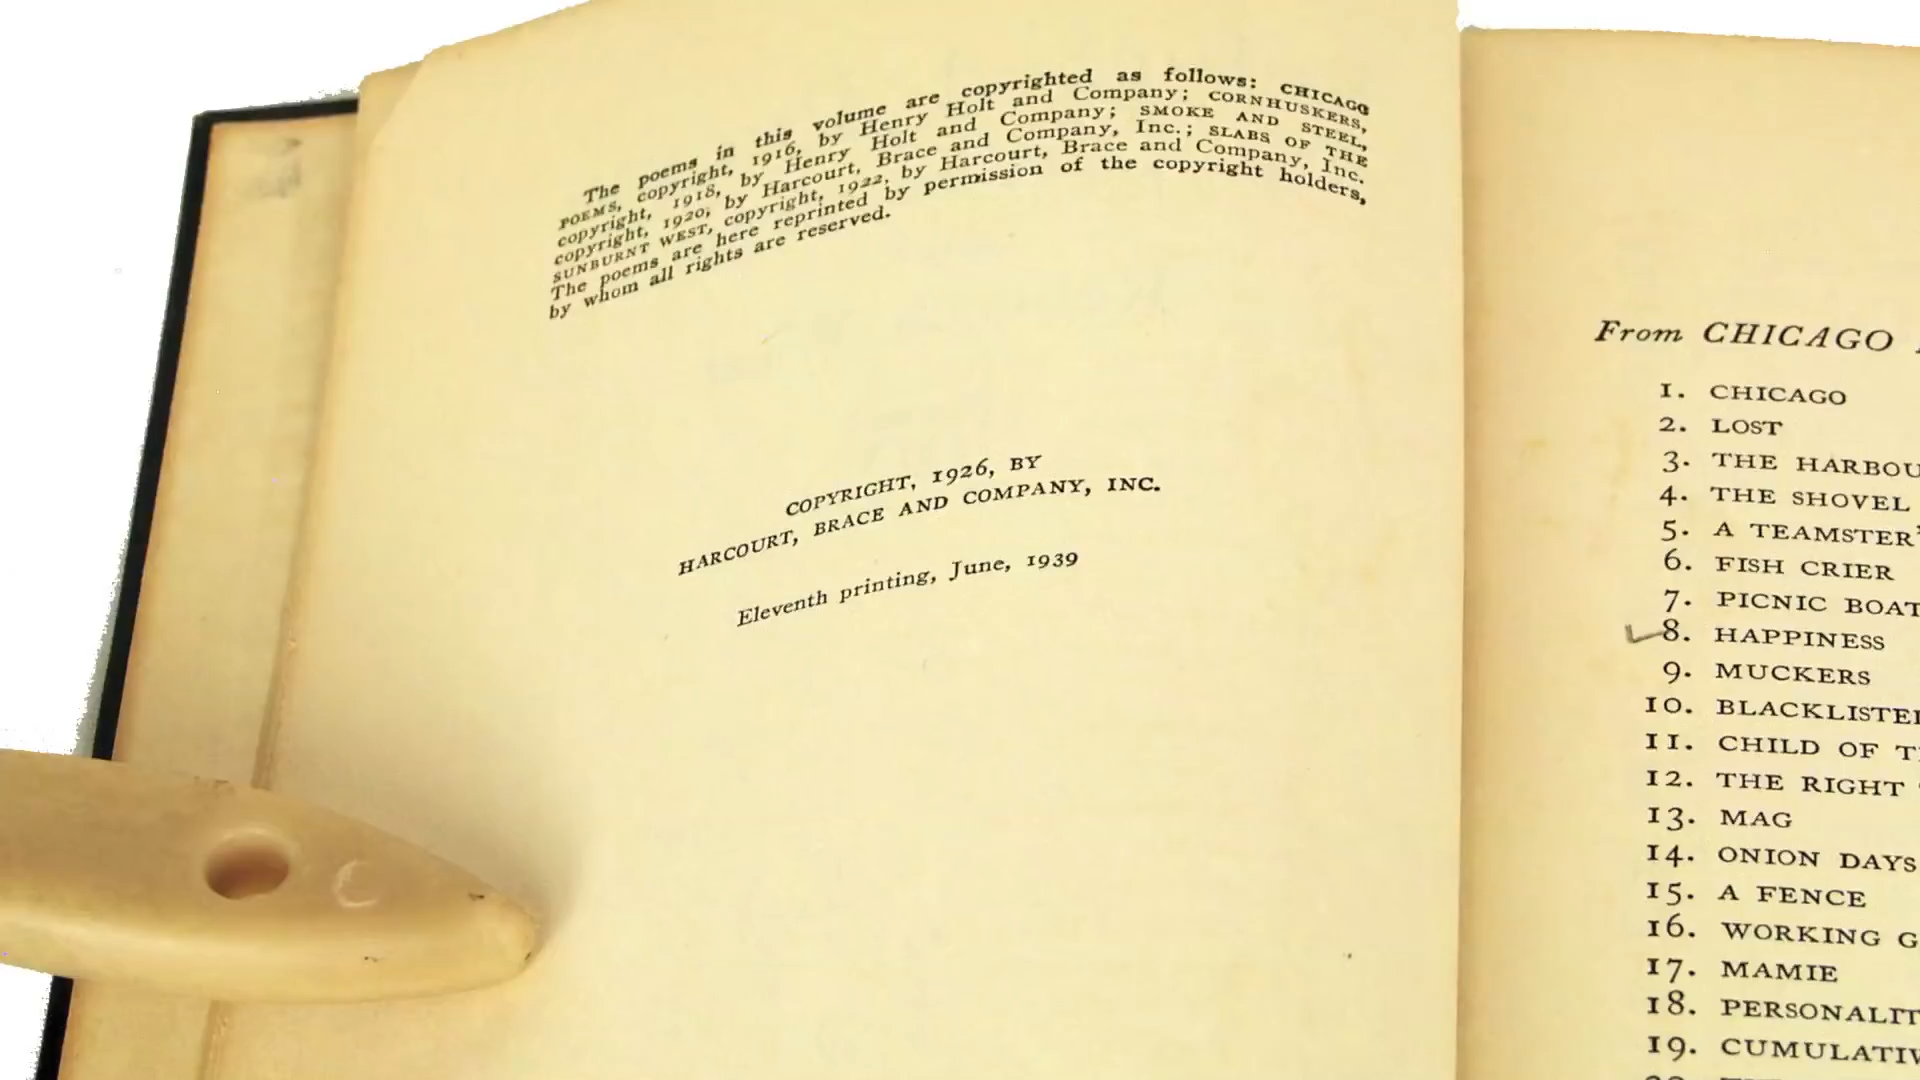 The poems in this volume are copyrighted as follows: CHICAGO
POEMS, copyright, 1916, by Henry Holt and Company; CORNHUSKERS,
copyright, 1918, by Henry Holt and Company; SMOKE AND STEEL,
copyright, 1920, by Harcourt, Brace and Company, Inc.; SLABS OF THE
SUNBURNT WEST, copyright, 1922, by Harcourt, Brace and Company, Inc.
The poems are here reprinted by permission of the copyright holders,
by whom all rights are reserved.
COPYRIGHT, 1926, BY
HARCOURT, BRACE AND COMPANY, INC.
Eleventh printing, June, 1939
From CHICAGO
1. CHICAGO
2. LOST
3. THE HARBOU
4. THE SHOVEL
5. A TEAMSTER'
6. FISH CRIER
7. PICNIC BOAT
8. HAPPINESS
9. MUCKERS
10. BLACKLISTE
11. CHILD OF T
12. THE RIGHT
13. MAG
14. ONION DAYS
15. A FENCE
16. WORKING G
17. MAMIE
18. PERSONALIT
19. CUMULATIV